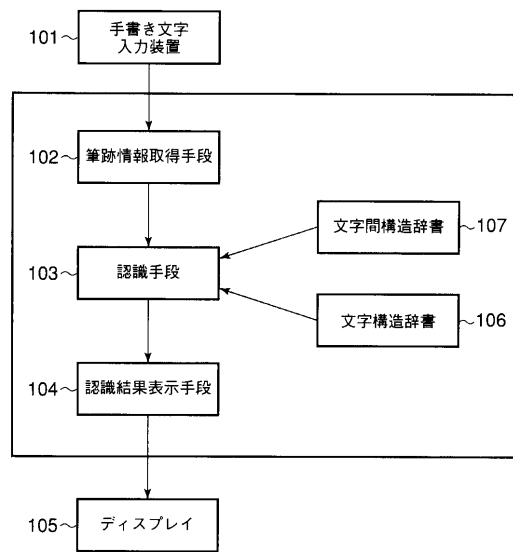 101
手書き文字
入力装置
102
筆跡情報取得手段
文字間構造辞書
107
103
認識手段
文字構造辞書
106
104
認識結果表示手段
105
ディスプレイ